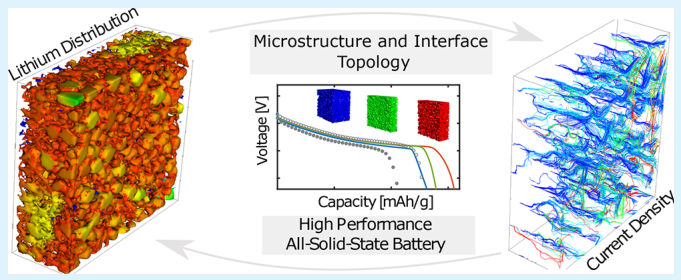 Lithium Distribution
Microstructure and Interface
Topology
Voltage [V]
Capacity [mAh/g]
High Performance
All-Solid-State Battery
Current Density